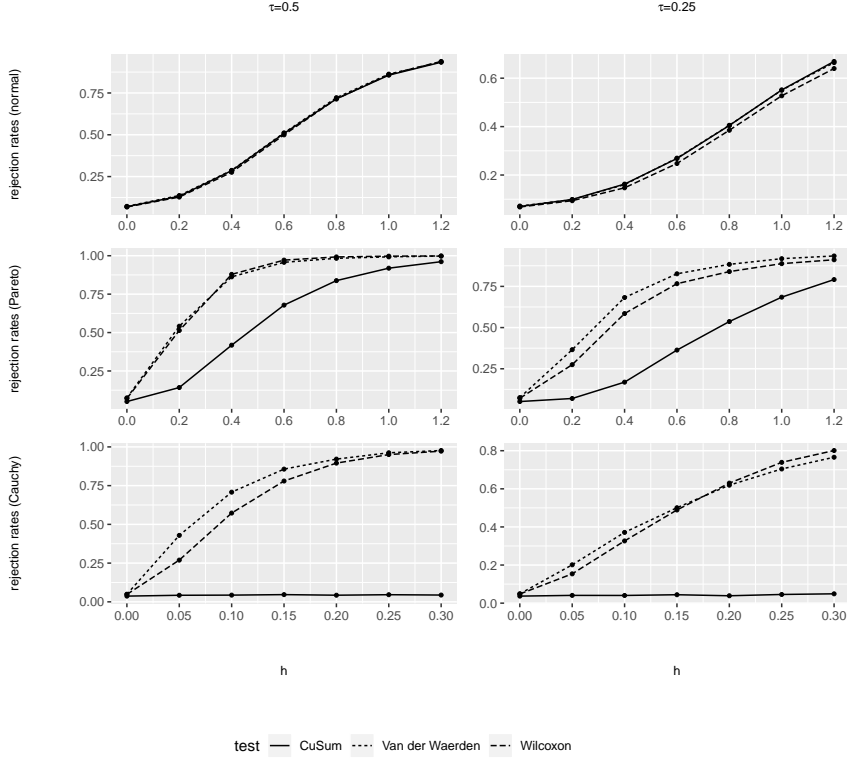 τ=0.5
τ=0.25
rejection rates (normal)
0.75
0.50
0.25
0.0 0.2 0.4 0.6 0.8 1.0 1.2
0.6
0.4
0.2
0.0 0.2 0.4 0.6 0.8 1.0 1.2
rejection rates (Pareto)
1.00
0.75
0.50
0.25
0.0 0.2 0.4 0.6 0.8 1.0 1.2
0.75
0.50
0.25
0.0 0.2 0.4 0.6 0.8 1.0 1.2
rejection rates (Cauchy)
1.00
0.75
0.50
0.25
0.00
0.00 0.05 0.10 0.15 0.20 0.25 0.30
0.8
0.6
0.4
0.2
0.0
0.00 0.05 0.10 0.15 0.20 0.25 0.30
h
h
test CuSum Van der Waerden Wilcoxon